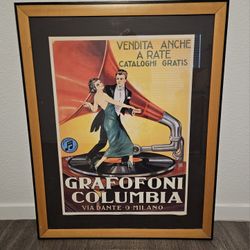 VENDITA ANCHE
A RATE
CATALOGHI GRATIS
GRAFOFONI
COLUMBIA
VIA DANTE 9 MILANO